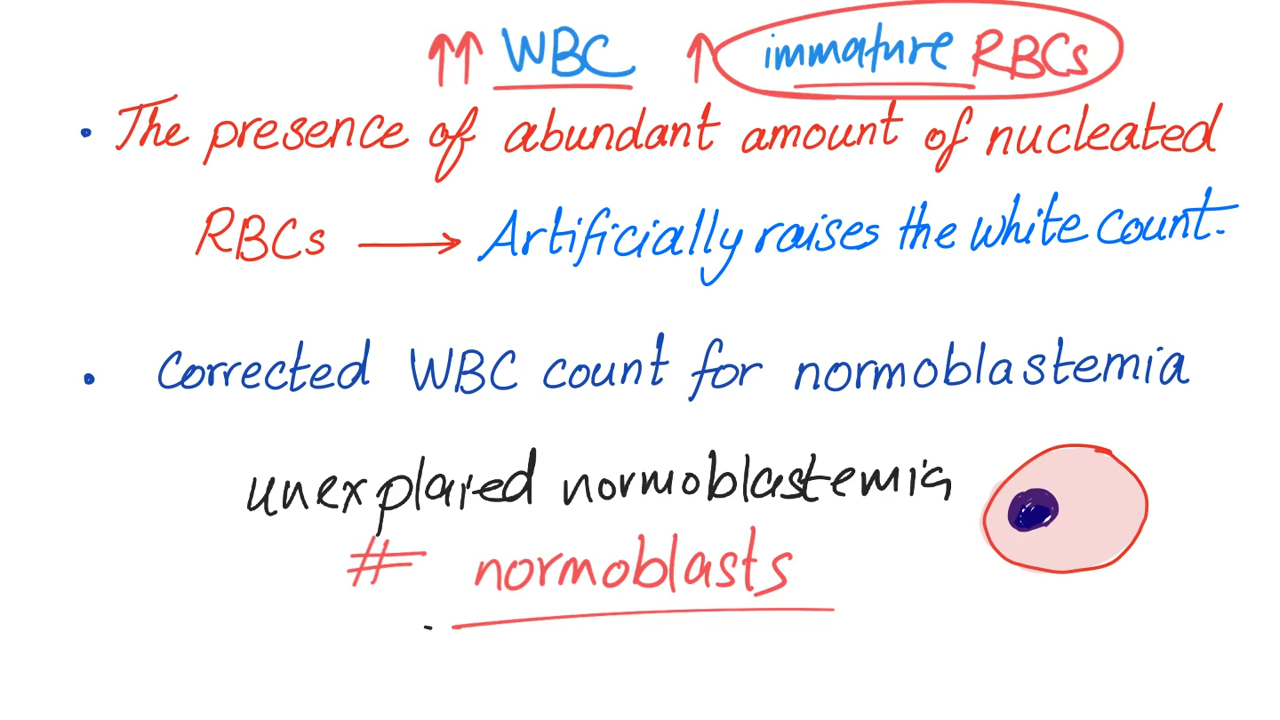 ↑↑ WBC ↑ immature RBCs
• The presence of abundant amount of nucleated
RBCs → Artificially raises the white count.
• Corrected WBC count for normoblastemia
unexplared normoblastemia
# normoblasts